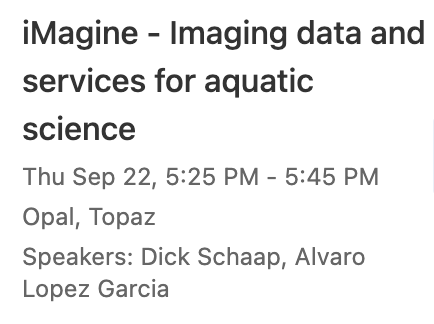 iMagine - Imaging data and
services for aquatic
science
Thu Sep 22, 5:25 PM - 5:45 PM
Opal, Topaz
Speakers: Dick Schaap, Alvaro
Lopez Garcia